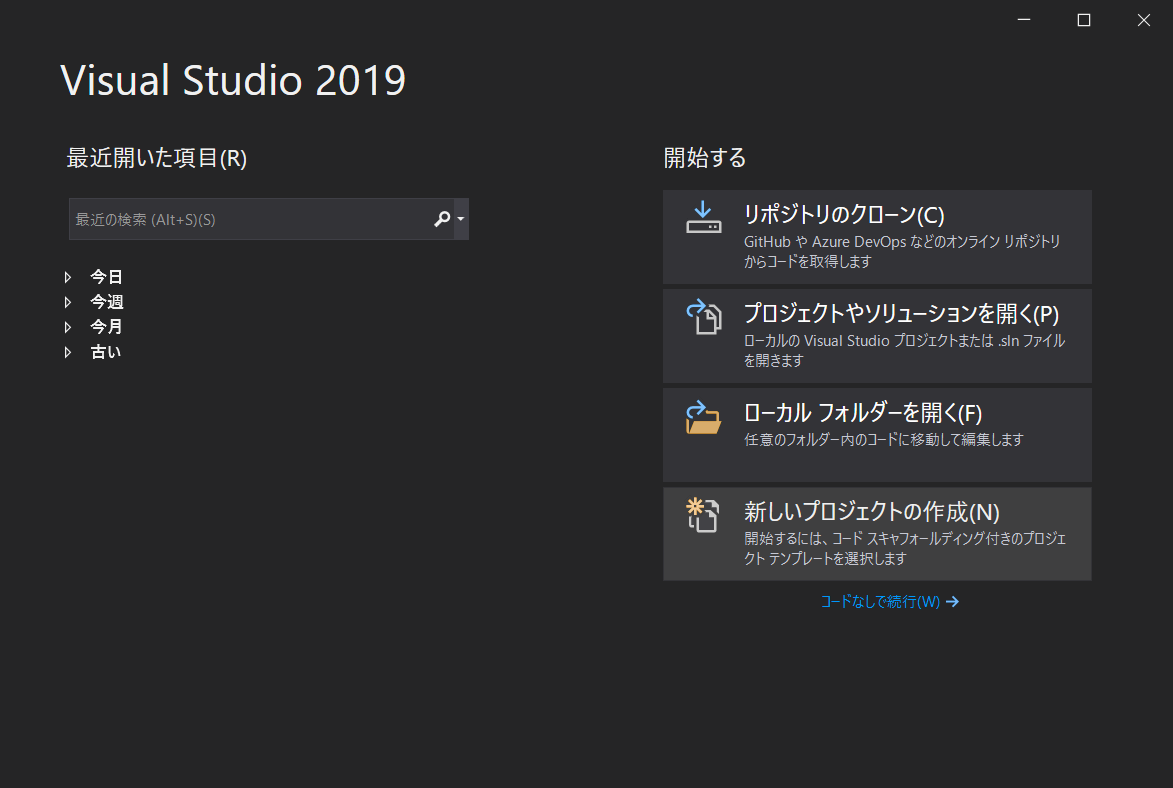 Visual Studio 2019
最近開いた項目(R)
最近の検索 (Alt+S)(S)
今日
今週
今月
古い
開始する
リポジトリのクローン(C)
GitHub や Azure DevOps などのオンライン リポジトリ
からコードを取得します
プロジェクトやソリューションを開く(P)
ローカルの Visual Studio プロジェクトまたは .sln ファイル
を開きます
ローカル フォルダーを開く(F)
任意のフォルダー内のコードに移動して編集します
新しいプロジェクトの作成(N)
開始するには、コード スキャフォールディング付きのプロジェ
クト テンプレートを選択します
コードなしで続行(W)